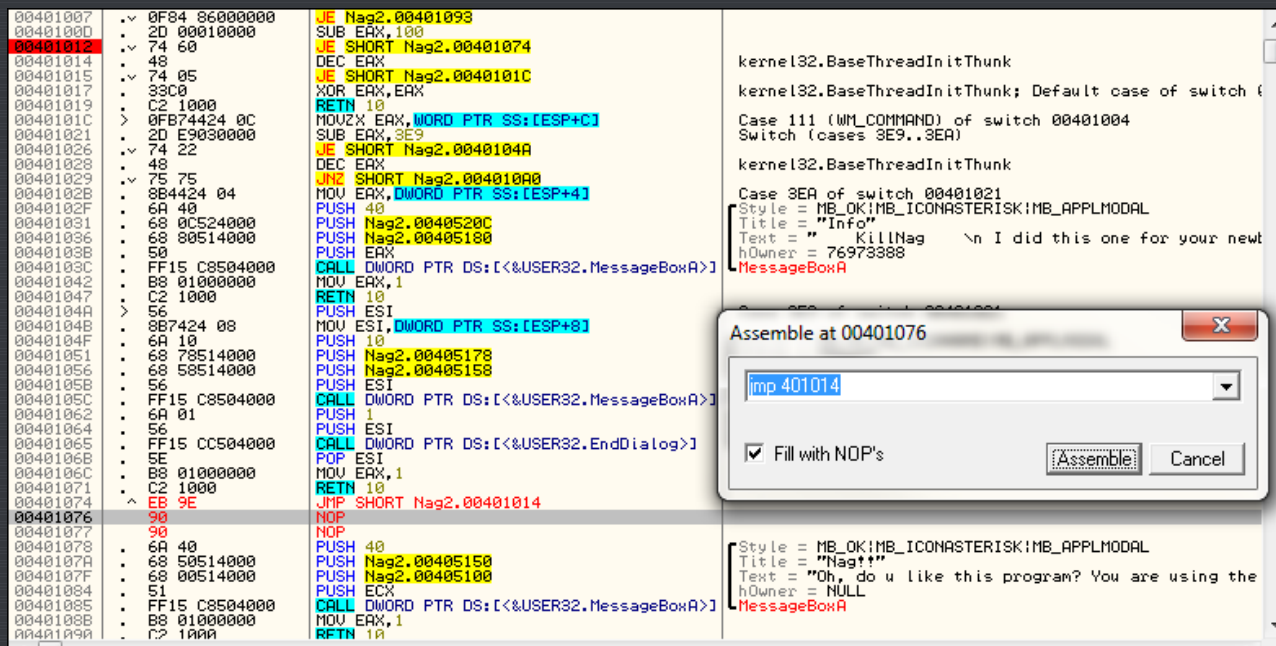 00401007 .v 0F84 86000000 JE Nag2.00401093
0040100D . 2D 00010000 SUB EAX,100
00401012 .v 74 60 JE SHORT Nag2.00401074
00401014 . 48 DEC EAX kernel32.BaseThreadInitThunk
00401015 .v 74 05 JE SHORT Nag2.0040101C
00401017 . 33C0 XOR EAX,EAX kernel32.BaseThreadInitThunk; Default case of switch
00401019 . C2 1000 RETN 10
0040101C > 0FB74424 0C MOVZX EAX,WORD PTR SS:[ESP+C] Case 111 (WM_COMMAND) of switch 00401004
00401021 . 2D E9030000 SUB EAX,3E9 Switch (cases 3E9..3EA)
00401026 .v 74 22 JE SHORT Nag2.0040104A
00401028 . 48 DEC EAX kernel32.BaseThreadInitThunk
00401029 .v 75 75 JNZ SHORT Nag2.004010A0
0040102B . 8B4424 04 MOV EAX,DWORD PTR SS:[ESP+4] Case 3EA of switch 00401021
0040102F . 6A 40 PUSH 40 Style = MB_OK|MB_ICONASTERISK|MB_APPLMODAL
00401031 . 68 0C524000 PUSH Nag2.0040520C Title = "Info"
00401036 . 68 80514000 PUSH Nag2.00405180 Text = " KillNag \n I did this one for your newb
0040103B . 50 PUSH EAX hOwner = 76973388
0040103C . FF15 C8504000 CALL DWORD PTR DS:[<&USER32.MessageBoxA>] MessageBoxA
00401042 . B8 01000000 MOV EAX,1
00401047 . C2 1000 RETN 10
0040104A > 56 PUSH ESI
0040104B . 8B7424 08 MOV ESI,DWORD PTR SS:[ESP+8]
0040104F . 6A 10 PUSH 10
00401051 . 68 78514000 PUSH Nag2.00405178
00401056 . 68 58514000 PUSH Nag2.00405158
0040105B . 56 PUSH ESI
0040105C . FF15 C8504000 CALL DWORD PTR DS:[<&USER32.MessageBoxA>]
00401062 . 6A 01 PUSH 1
00401064 . 56 PUSH ESI
00401065 . FF15 CC504000 CALL DWORD PTR DS:[<&USER32.EndDialog>]
0040106B . 5E POP ESI
0040106C . B8 01000000 MOV EAX,1
00401071 . C2 1000 RETN 10
00401074 ^ EB 9E JMP SHORT Nag2.00401014
00401076 90 NOP
00401077 90 NOP
00401078 . 6A 40 PUSH 40 Style = MB_OK|MB_ICONASTERISK|MB_APPLMODAL
0040107A . 68 50514000 PUSH Nag2.00405150 Title = "Nag!!"
0040107F . 68 00514000 PUSH Nag2.00405100 Text = "Oh, do u like this program? You are using the
00401084 . 51 PUSH ECX hOwner = NULL
00401085 . FF15 C8504000 CALL DWORD PTR DS:[<&USER32.MessageBoxA>] MessageBoxA
0040108B . B8 01000000 MOV EAX,1
00401090 . C2 1000 RETN 10
Assemble at 00401076
jmp 401014
Fill with NOP's
Assemble
Cancel